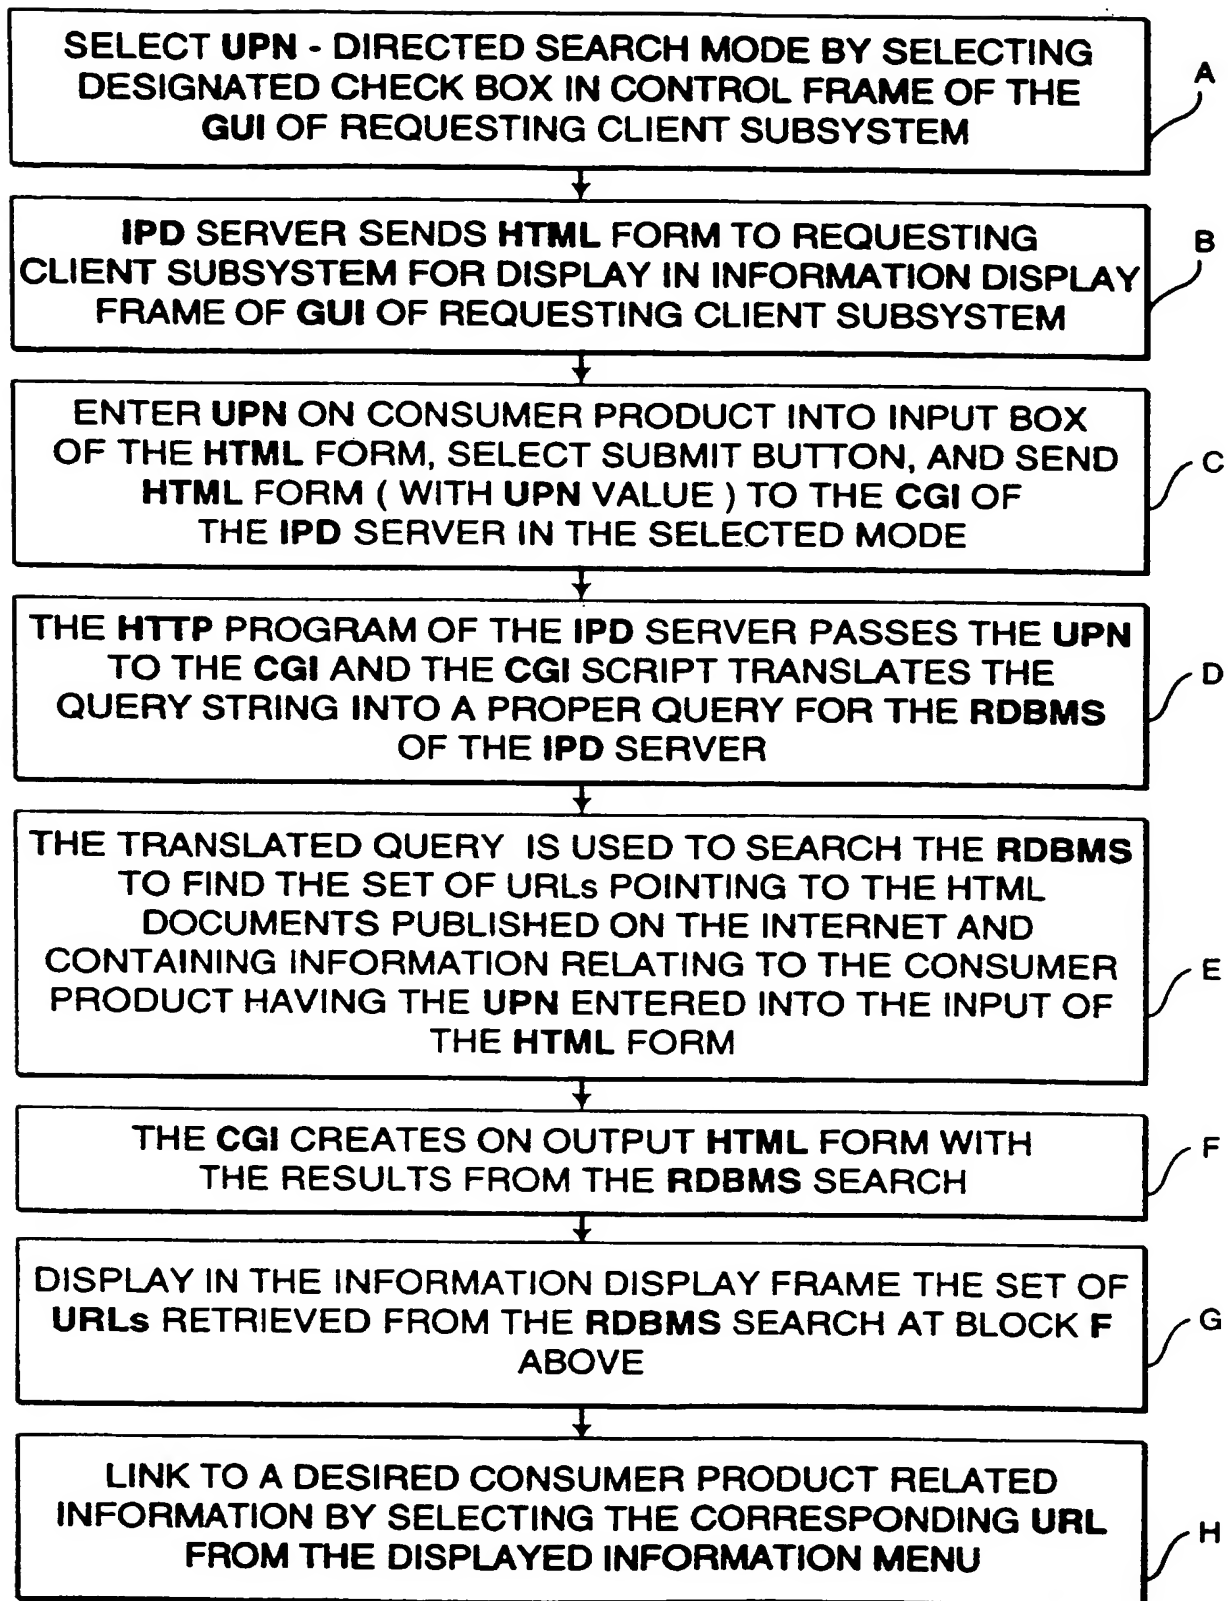 SELECT UPN - DIRECTED SEARCH MODE BY SELECTING
DESIGNATED CHECK BOX IN CONTROL FRAME OF THE
GUI OF REQUESTING CLIENT SUBSYSTEM
A
IPD SERVER SENDS HTML FORM TO REQUESTING
CLIENT SUBSYSTEM FOR DISPLAY IN INFORMATION DISPLAY
FRAME OF GUI OF REQUESTING CLIENT SUBSYSTEM
B
ENTER UPN ON CONSUMER PRODUCT INTO INPUT BOX
OF THE HTML FORM, SELECT SUBMIT BUTTON, AND SEND
HTML FORM ( WITH UPN VALUE ) TO THE CGI OF
THE IPD SERVER IN THE SELECTED MODE
C
THE HTTP PROGRAM OF THE IPD SERVER PASSES THE UPN
TO THE CGI AND THE CGI SCRIPT TRANSLATES THE
QUERY STRING INTO A PROPER QUERY FOR THE RDBMS
OF THE IPD SERVER
D
THE TRANSLATED QUERY IS USED TO SEARCH THE RDBMS
TO FIND THE SET OF URLs POINTING TO THE HTML
DOCUMENTS PUBLISHED ON THE INTERNET AND
CONTAINING INFORMATION RELATING TO THE CONSUMER
PRODUCT HAVING THE UPN ENTERED INTO THE INPUT OF
THE HTML FORM
E
THE CGI CREATES ON OUTPUT HTML FORM WITH
THE RESULTS FROM THE RDBMS SEARCH
F
DISPLAY IN THE INFORMATION DISPLAY FRAME THE SET OF
URLs RETRIEVED FROM THE RDBMS SEARCH AT BLOCK F
ABOVE
G
LINK TO A DESIRED CONSUMER PRODUCT RELATED
INFORMATION BY SELECTING THE CORRESPONDING URL
FROM THE DISPLAYED INFORMATION MENU
H